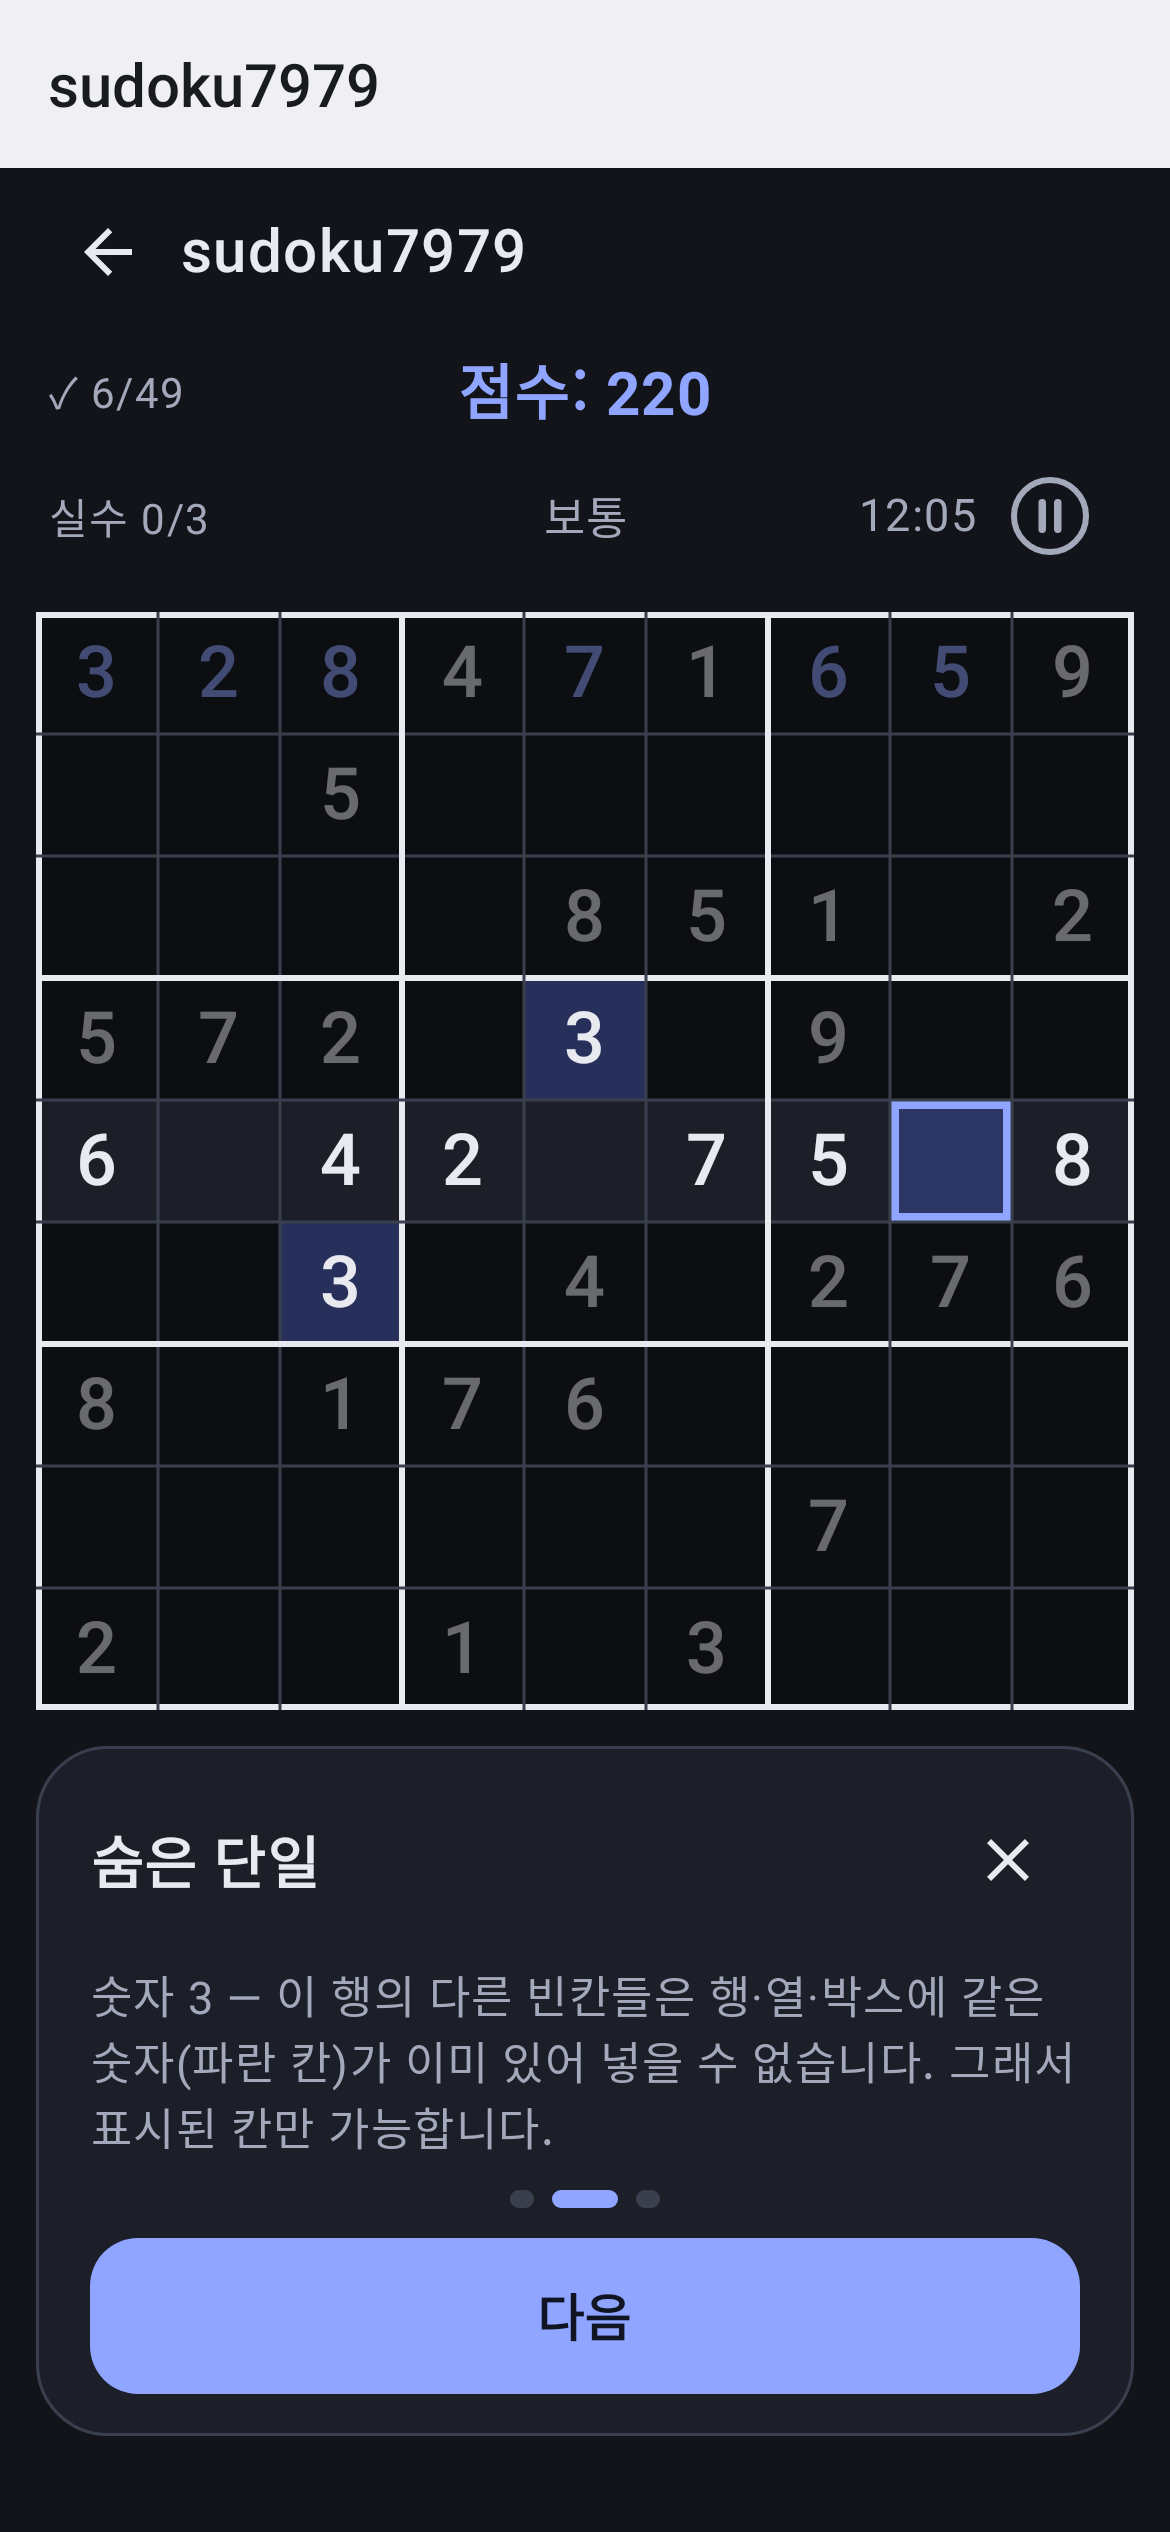 sudoku7979
← sudoku7979
✓ 6/49 점수: 220
실수 0/3 보통 12:05
3 2 8 4 7 1 6 5 9
5
8 5 1 2
5 7 2 3 9
6 4 2 7 5 8
3 4 2 7 6
8 1 7 6
7
2 1 3
숨은 단일
숫자 3 – 이 행의 다른 빈칸들은 행·열·박스에 같은
숫자(파란 칸)가 이미 있어 넣을 수 없습니다. 그래서
표시된 칸만 가능합니다.
다음